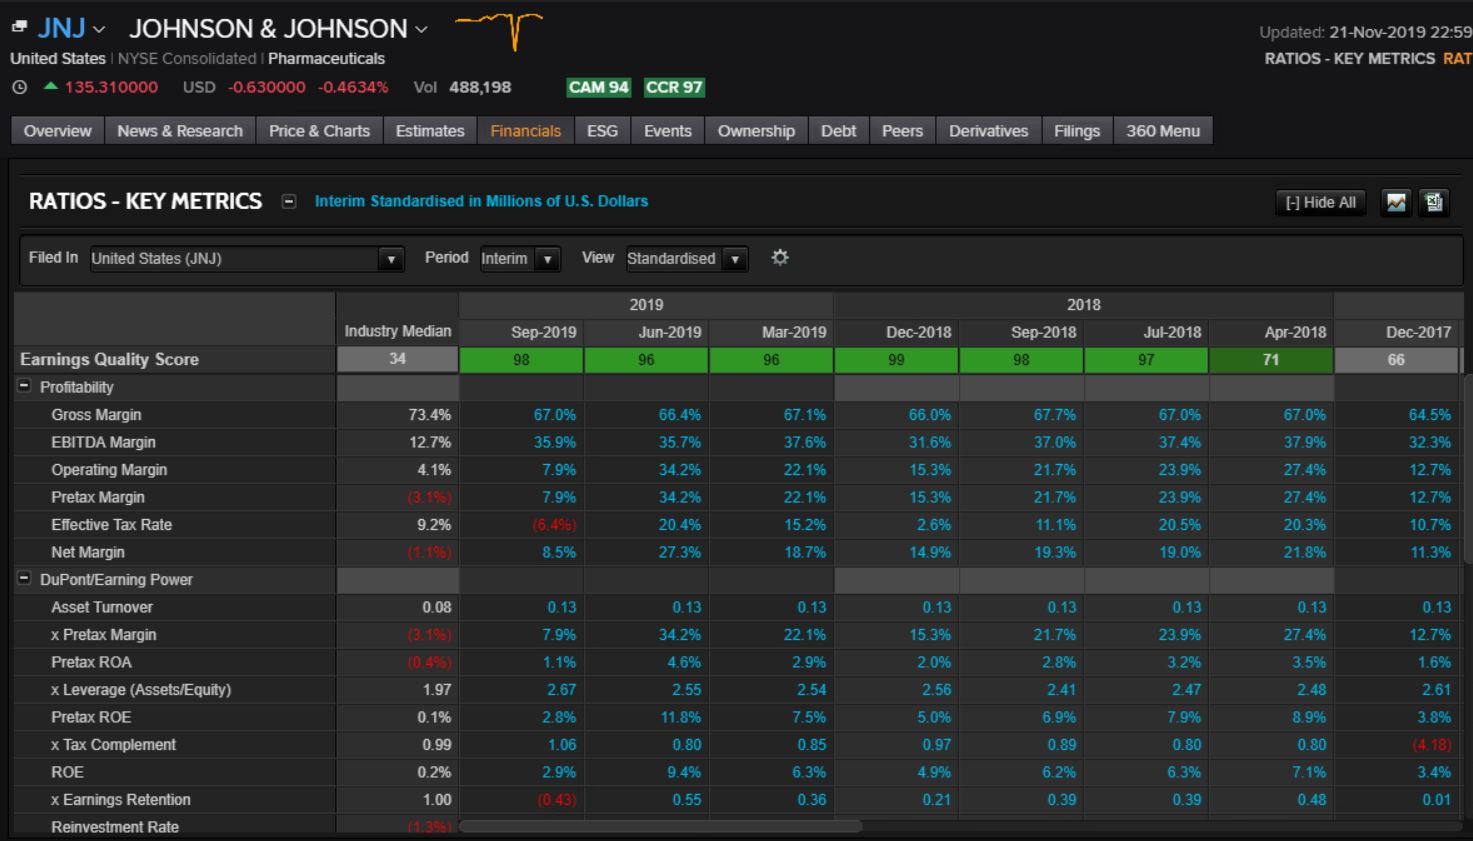 JNJ JOHNSON & JOHNSON
Updated: 21-Nov-2019 22:59
United States | NYSE Consolidated | Pharmaceuticals
RATIOS - KEY METRICS RAT
135.310000 USD -0.630000 -0.4634% Vol 488,198 CAM 94 CCR 97
Overview News & Research Price & Charts Estimates Financials ESG Events Ownership Debt Peers Derivatives Filings 360 Menu
RATIOS - KEY METRICS Interim Standardised in Millions of U.S. Dollars [-] Hide All
Filed In United States (JNJ) Period Interim View Standardised
2019 2018
Industry Median Sep-2019 Jun-2019 Mar-2019 Dec-2018 Sep-2018 Jul-2018 Apr-2018 Dec-2017
Earnings Quality Score 34 98 96 96 99 98 97 71 66
Profitability
Gross Margin 73.4% 67.0% 66.4% 67.1% 66.0% 67.7% 67.0% 67.0% 64.5%
EBITDA Margin 12.7% 35.9% 35.7% 37.6% 31.6% 37.0% 37.4% 37.9% 32.3%
Operating Margin 4.1% 7.9% 34.2% 22.1% 15.3% 21.7% 23.9% 27.4% 12.7%
Pretax Margin (3.1%) 7.9% 34.2% 22.1% 15.3% 21.7% 23.9% 27.4% 12.7%
Effective Tax Rate 9.2% (6.4%) 20.4% 15.2% 2.6% 11.1% 20.5% 20.3% 10.7%
Net Margin (1.1%) 8.5% 27.3% 18.7% 14.9% 19.3% 19.0% 21.8% 11.3%
DuPont/Earning Power
Asset Turnover 0.08 0.13 0.13 0.13 0.13 0.13 0.13 0.13 0.13
x Pretax Margin (3.1%) 7.9% 34.2% 22.1% 15.3% 21.7% 23.9% 27.4% 12.7%
Pretax ROA (0.4%) 1.1% 4.6% 2.9% 2.0% 2.8% 3.2% 3.5% 1.6%
x Leverage (Assets/Equity) 1.97 2.67 2.55 2.54 2.56 2.41 2.47 2.48 2.61
Pretax ROE 0.1% 2.8% 11.8% 7.5% 5.0% 6.9% 7.9% 8.9% 3.8%
x Tax Complement 0.99 1.06 0.80 0.85 0.97 0.89 0.80 0.80 (4.18)
ROE 0.2% 2.9% 9.4% 6.3% 4.9% 6.2% 6.3% 7.1% 3.4%
x Earnings Retention 1.00 (0.43) 0.55 0.36 0.21 0.39 0.39 0.48 0.01
Reinvestment Rate (1.3%)